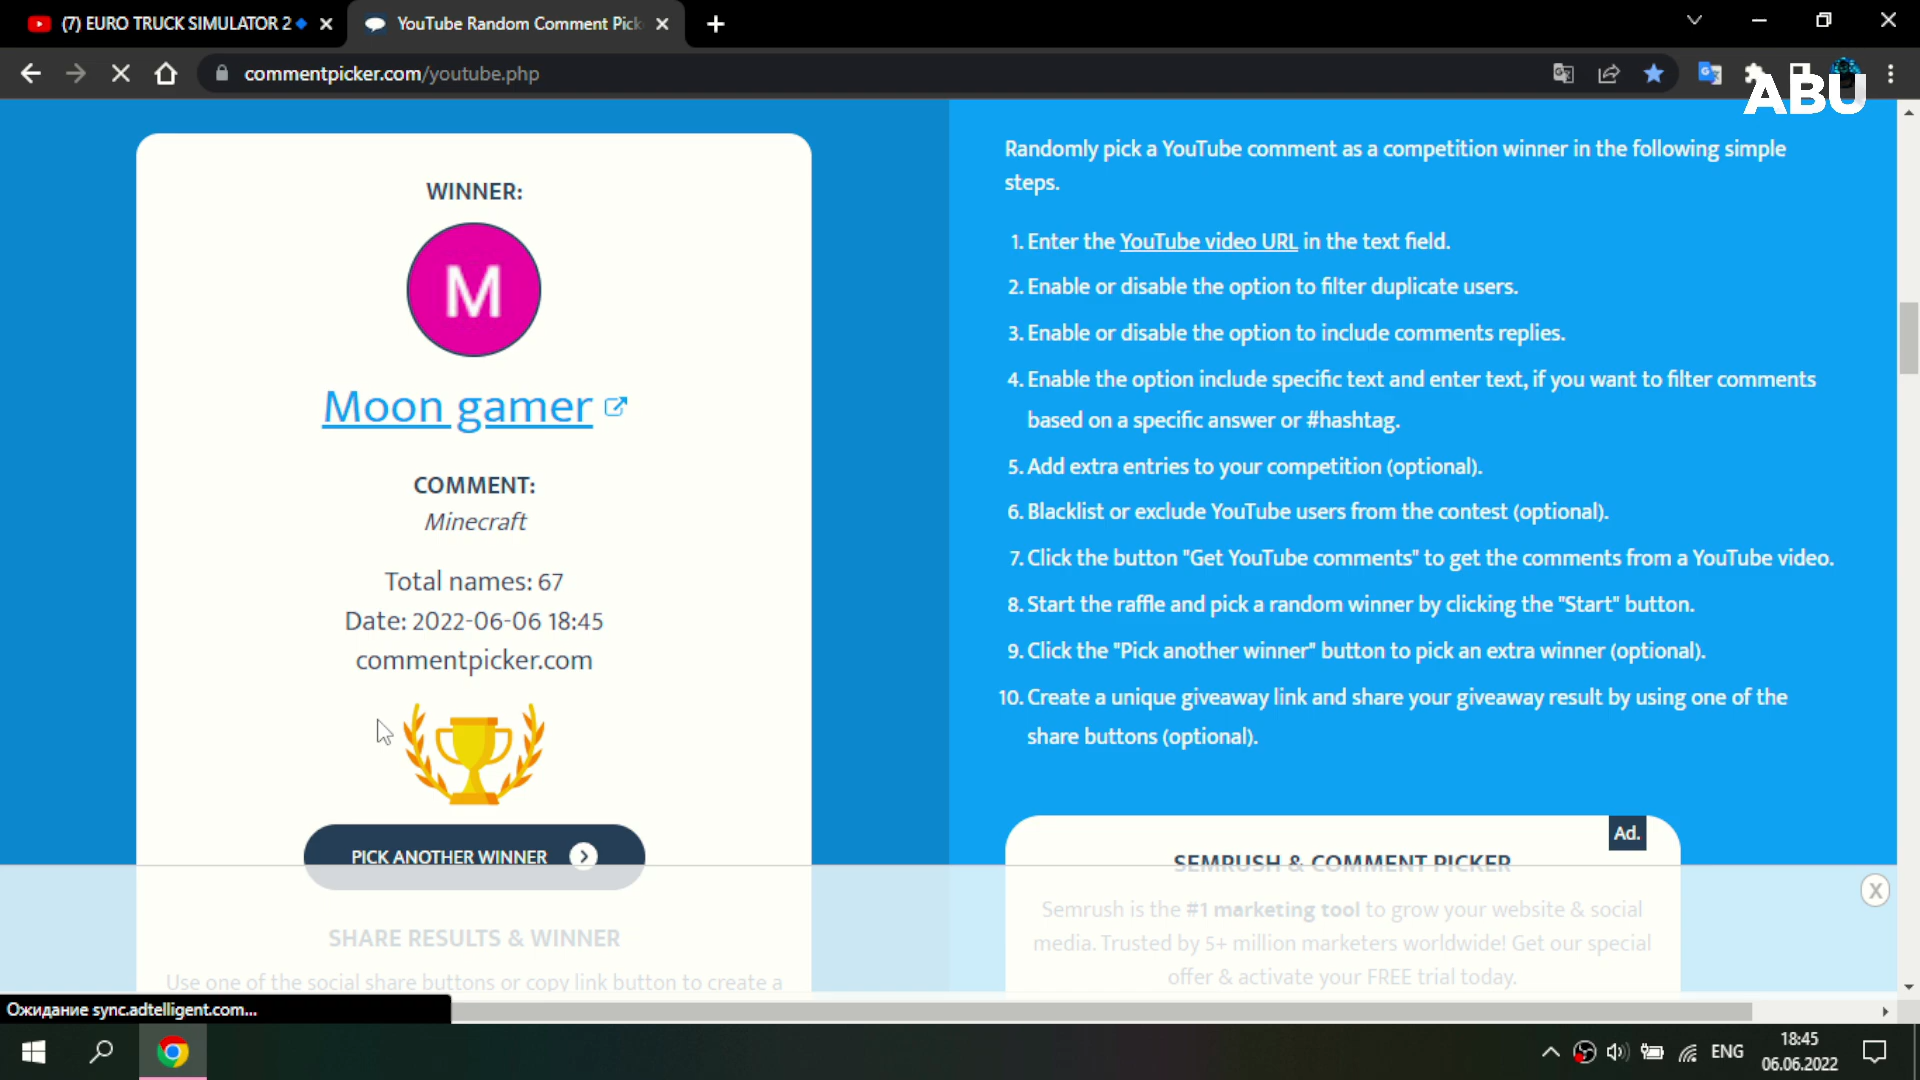 (7) EURO TRUCK SIMULATOR 2
YouTube Random Comment Pick
commentpicker.com/youtube.php
ABU
WINNER:
M
Moon gamer
COMMENT:
Minecraft
Total names: 67
Date: 2022-06-06 18:45
commentpicker.com
PICK ANOTHER WINNER
SHARE RESULTS & WINNER
Use one of the social share buttons or copy link button to create a
Randomly pick a YouTube comment as a competition winner in the following simple
steps.
1. Enter the YouTube video URL in the text field.
2. Enable or disable the option to filter duplicate users.
3. Enable or disable the option to include comments replies.
4. Enable the option include specific text and enter text, if you want to filter comments
based on a specific answer or #hashtag.
5. Add extra entries to your competition (optional).
6. Blacklist or exclude YouTube users from the contest (optional).
7. Click the button "Get YouTube comments" to get the comments from a YouTube video.
8. Start the raffle and pick a random winner by clicking the "Start" button.
9. Click the "Pick another winner" button to pick an extra winner (optional).
10. Create a unique giveaway link and share your giveaway result by using one of the
share buttons (optional).
Ad.
SEMRUSH & COMMENT PICKER
Semrush is the #1 marketing tool to grow your website & social
media. Trusted by 5+ million marketers worldwide! Get our special
offer & activate your FREE trial today.
X
Ожидание sync.adtelligent.com...
ENG
18:45
06.06.2022